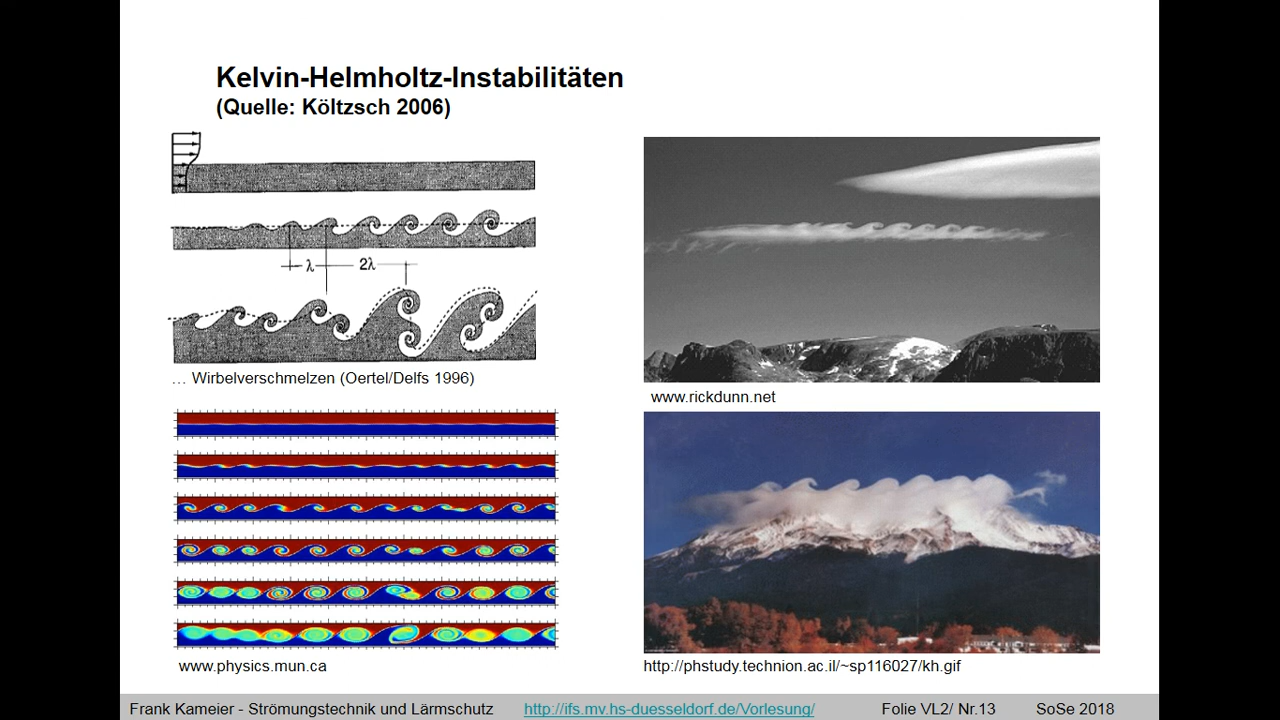 Kelvin-Helmholtz-Instabilitäten
(Quelle: Költzsch 2006)
λ
2λ
… Wirbelverschmelzen (Oertel/Delfs 1996)
www.physics.mun.ca
www.rickdunn.net
http://phstudy.technion.ac.il/~sp116027/kh.gif
Frank Kameier - Strömungstechnik und Lärmschutz http://ifs.mv.hs-duesseldorf.de/Vorlesung/ Folie VL2/ Nr.13 SoSe 2018